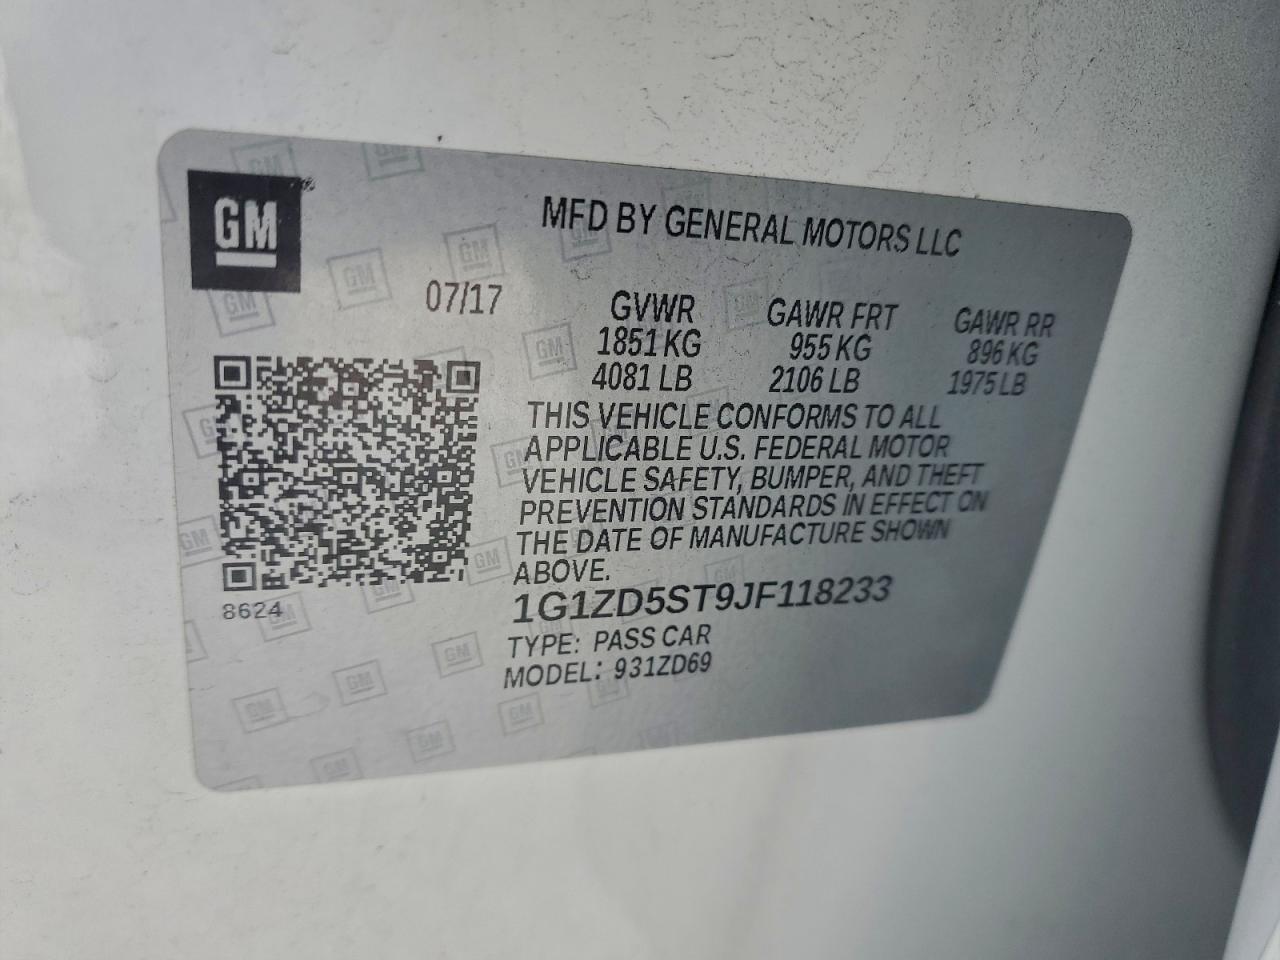 GM
MFD BY GENERAL MOTORS LLC
07/17
GVWR GAWR FRT GAWR RR
1851 KG 955 KG 896 KG
4081 LB 2106 LB 1975 LB
THIS VEHICLE CONFORMS TO ALL
APPLICABLE U.S. FEDERAL MOTOR
VEHICLE SAFETY, BUMPER, AND THEFT
PREVENTION STANDARDS IN EFFECT ON
THE DATE OF MANUFACTURE SHOWN
ABOVE.
8624
1G1ZD5ST9JF118233
TYPE: PASS CAR
MODEL: 931ZD69